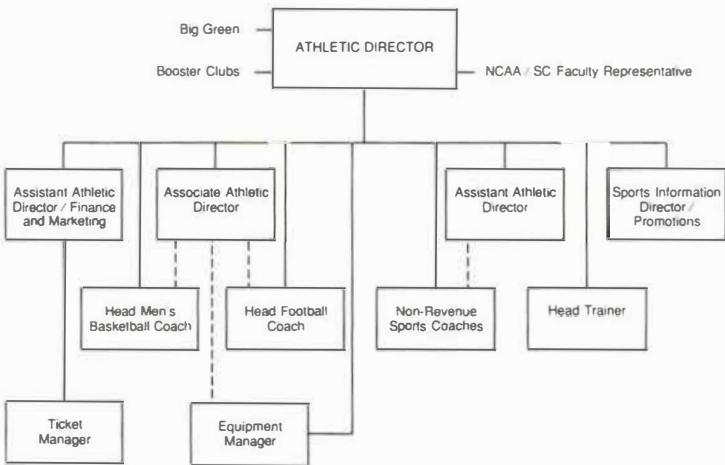 Big Green
ATHLETIC DIRECTOR
Booster Clubs
NCAA / SC Faculty Representative
Assistant Athletic
Director / Finance
and Marketing
Associate Athletic
Director
Assistant Athletic
Director
Sports Information
Director /
Promotions
Head Men's
Basketball Coach
Head Football
Coach
Non-Revenue
Sports Coaches
Head Trainer
Ticket
Manager
Equipment
Manager